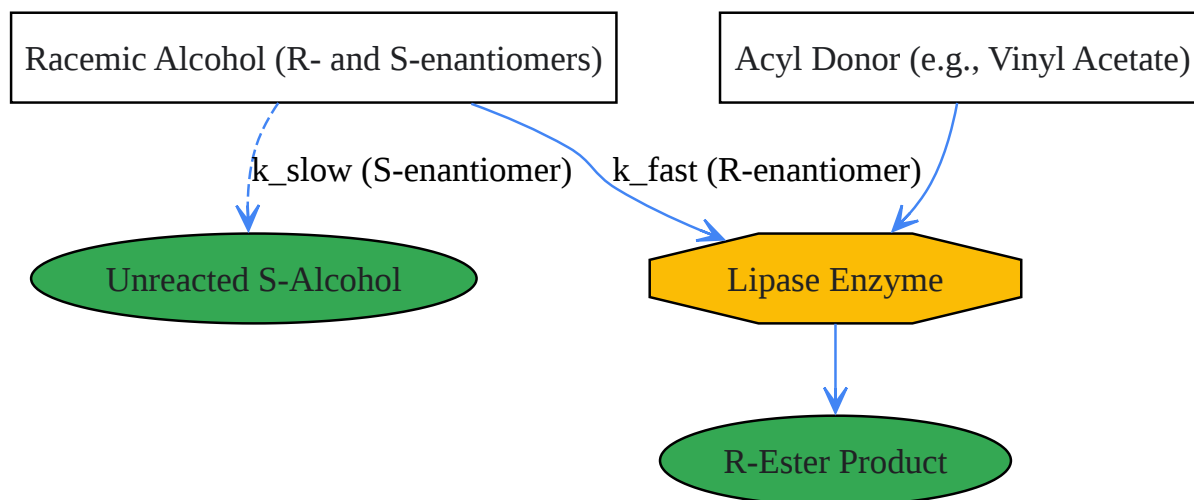 Racemic Alcohol (R- and S-enantiomers)
Acyl Donor (e.g., Vinyl Acetate)
k_slow (S-enantiomer)
k_fast (R-enantiomer)
Unreacted S-Alcohol
Lipase Enzyme
R-Ester Product